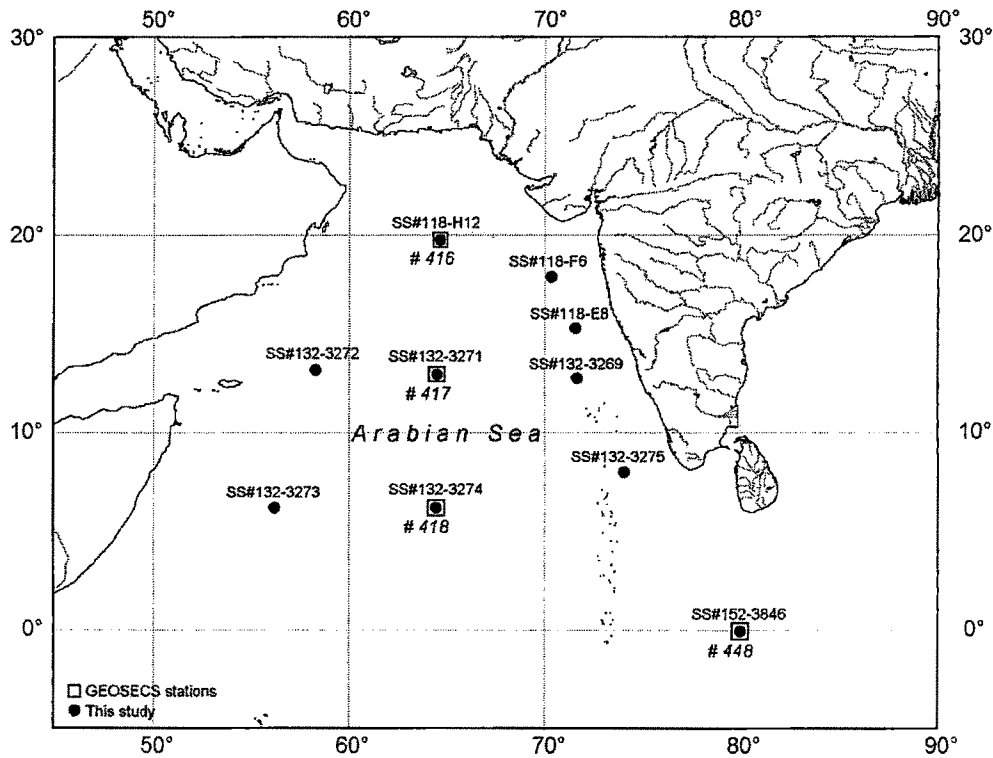 50° 60° 70° 80° 90°
30° 30°
SS#118-H12
# 416
20° 20°
SS#118-F6
SS#118-E8
SS#132-3272 SS#132-3271 SS#132-3269
# 417
10° Arabian Sea 10°
SS#132-3275
SS#132-3273 SS#132-3274
# 418
SS#152-3846
0° 0°
# 448
GEOSECS stations
This study
50° 60° 70° 80° 90°